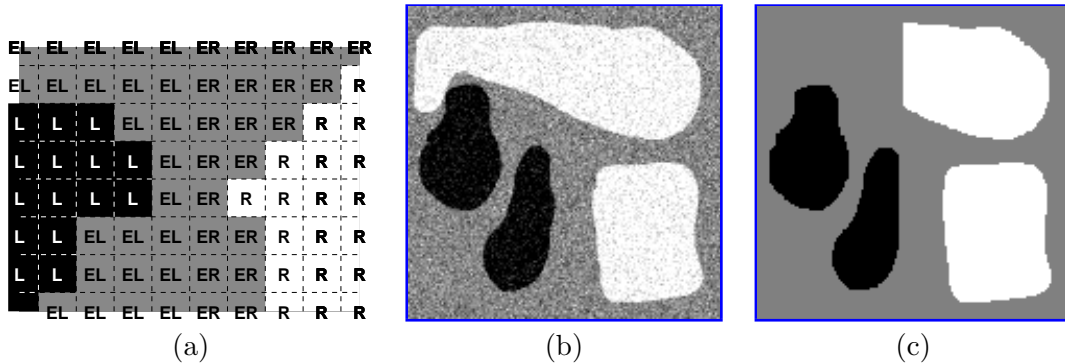 EL EL EL EL EL ER ER ER ER ER
EL EL EL EL EL ER ER ER ER R
L L L EL EL ER ER ER R R
L L L L EL ER ER R R R
L L L L EL ER R R R R
L L EL EL EL ER ER R R R
L L EL EL EL ER ER R R R
EL EL EL EL ER ER R R R
(a) (b) (c)